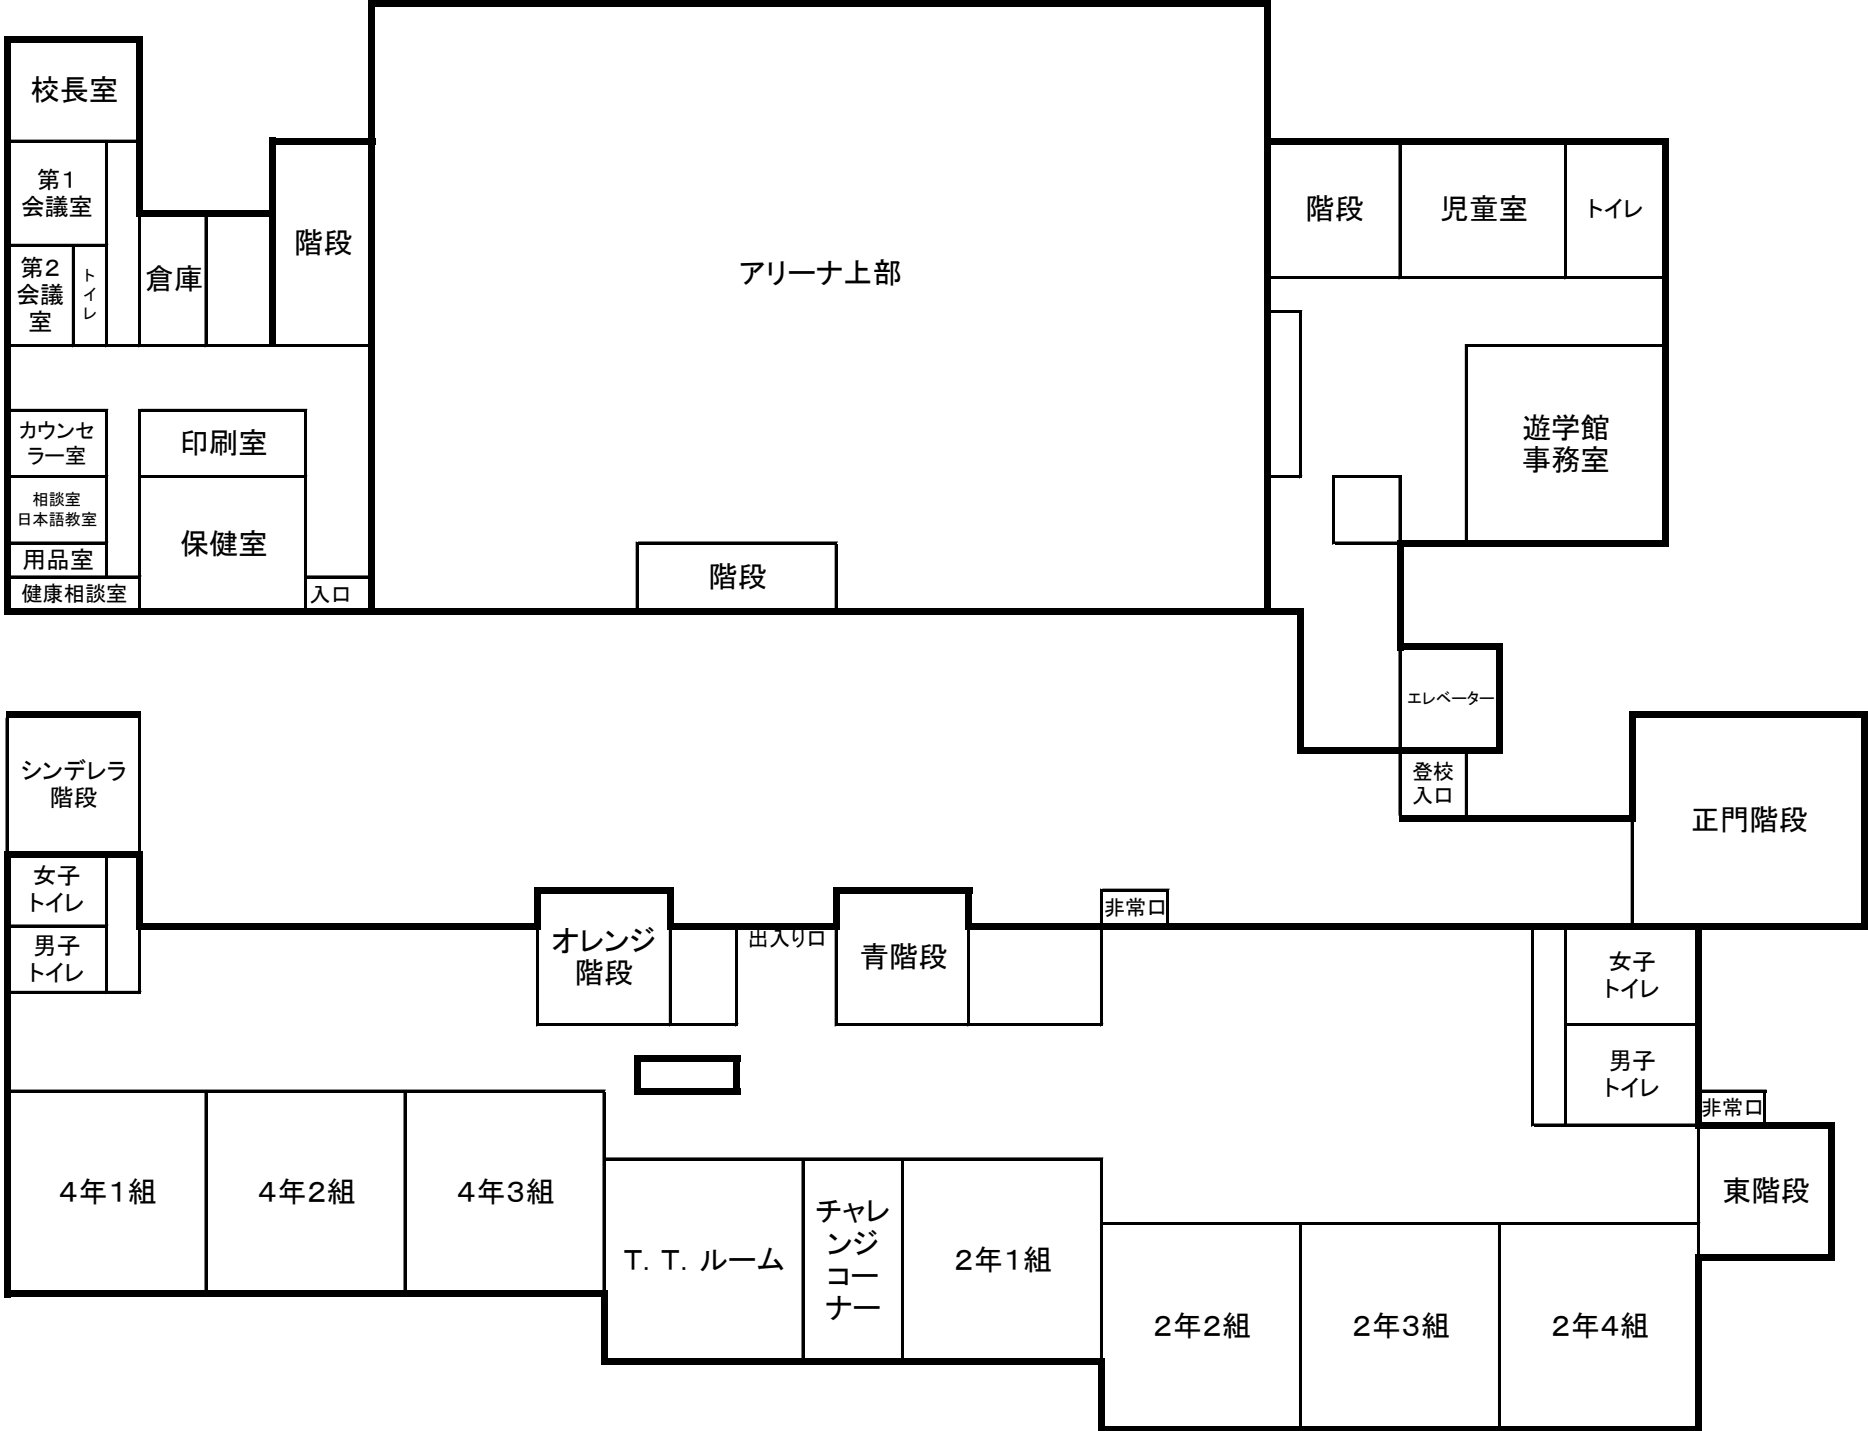 校長室
第１
会議室
第２
会議
室
ト
イ
レ
倉庫
階段
アリーナ上部
階段
児童室
トイレ
遊学館
事務室
カウンセ
ラー室
相談室
日本語教室
用品室
健康相談室
印刷室
保健室
入口
階段
エレベーター
登校
入口
正門階段
シンデレラ
階段
女子
トイレ
男子
トイレ
オレンジ
階段
出入り口
青階段
非常口
女子
トイレ
男子
トイレ
非常口
東階段
４年１組
４年２組
４年３組
Ｔ．Ｔ．ルーム
チャレ
ンジ
コー
ナー
２年１組
２年２組
２年３組
２年４組